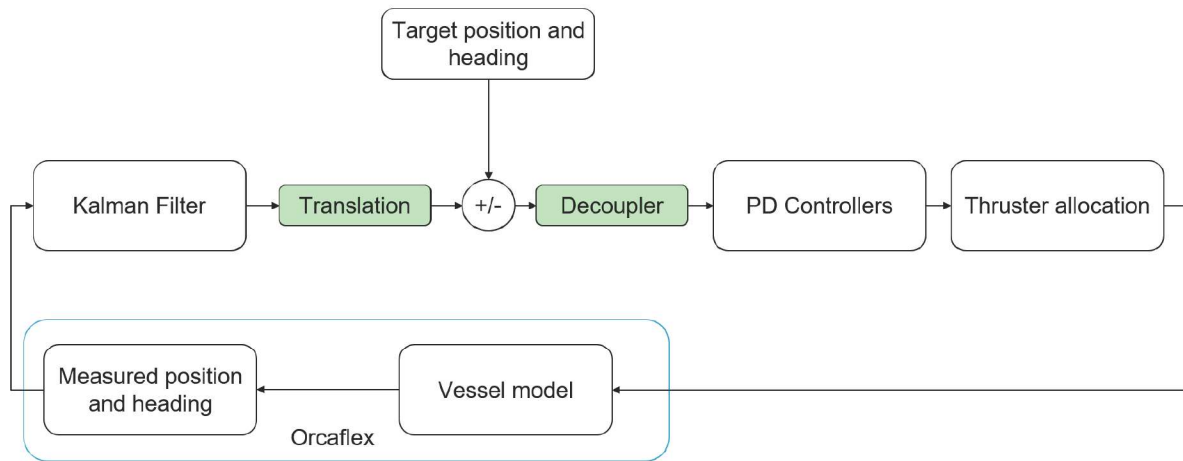 Target position and
heading
Kalman Filter
Translation
+/-
Decoupler
PD Controllers
Thruster allocation
Measured position
and heading
Vessel model
Orcaflex